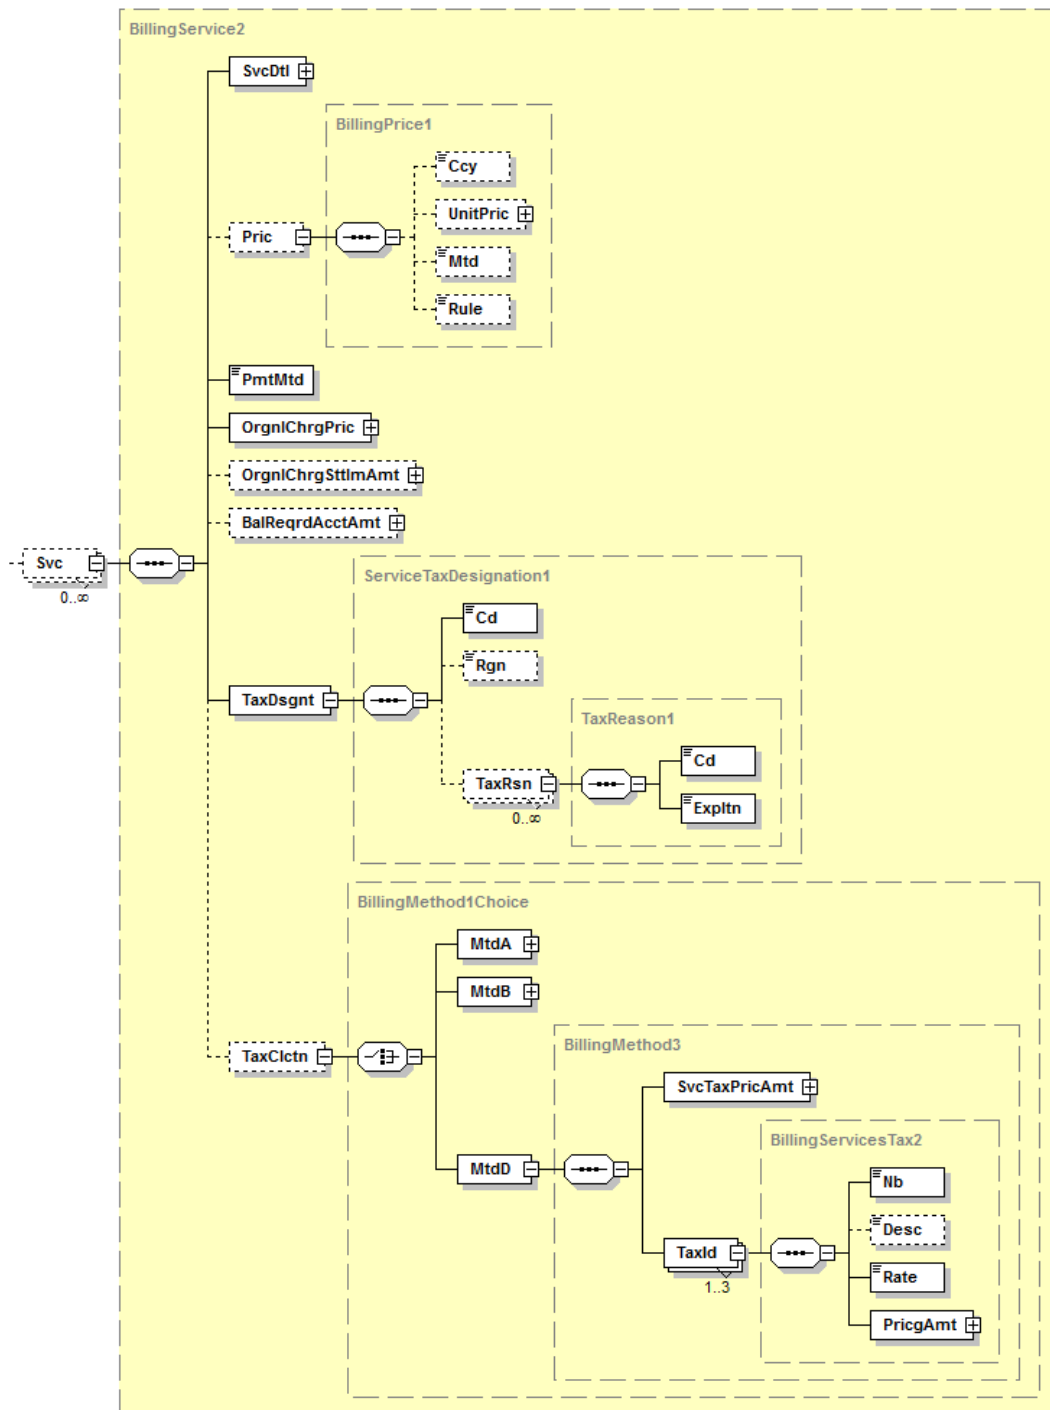 BillingService2
SvcDtl
BillingPrice1
Ccy
UnitPric
Pric
Mtd
Rule
PmtMtd
OrgnlChrgPric
OrgnlChrgSttlmAmt
BalReqrdAcctAmt
Svc
0..∞
ServiceTaxDesignation1
Cd
Rgn
TaxDsgnt
TaxReason1
Cd
TaxRsn
0..∞
Expltn
BillingMethod1Choice
MtdA
MtdB
TaxClctn
BillingMethod3
SvcTaxPricAmt
BillingServicesTax2
MtdD
Nb
Desc
TaxId
1..3
Rate
PricgAmt